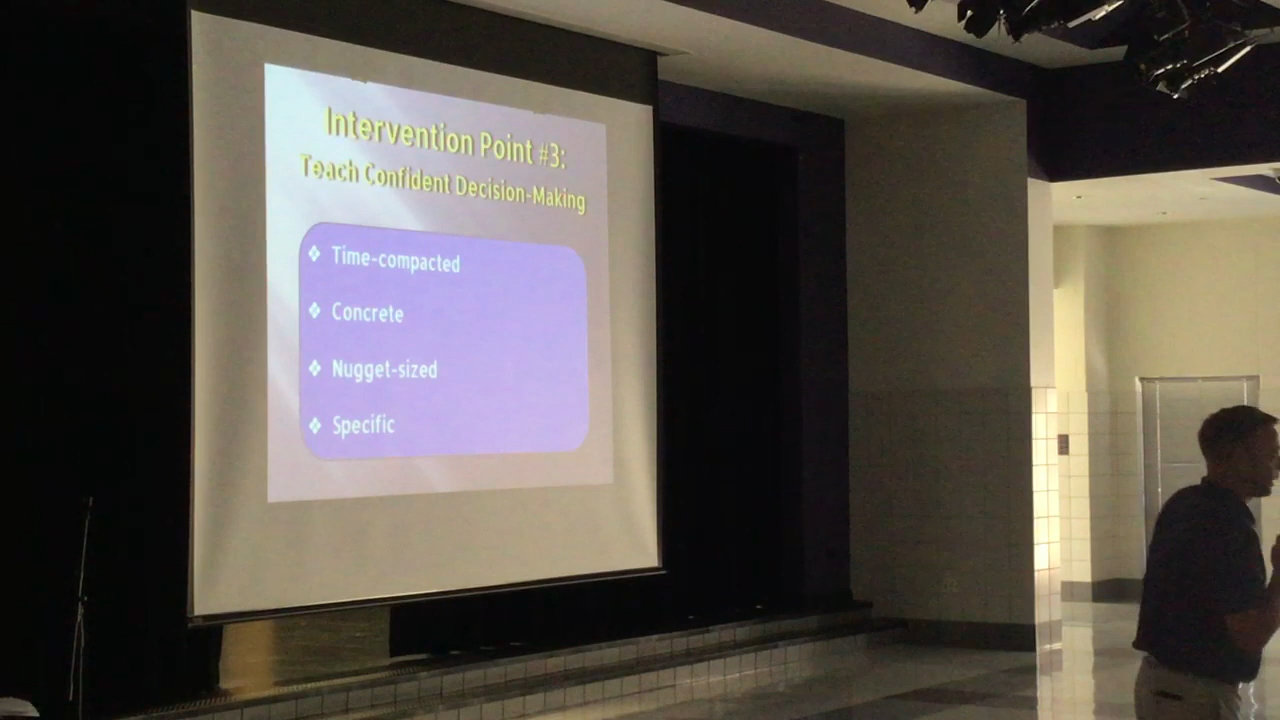 Intervention Point #3:
Teach Confident Decision-Making
❖ Time-compacted
❖ Concrete
❖ Nugget-sized
❖ Specific